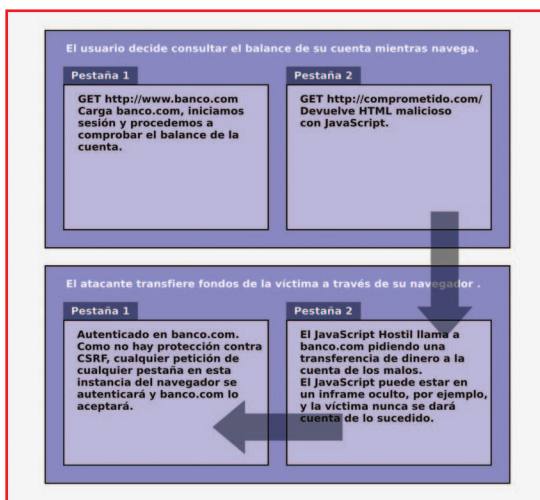 El usuario decide consultar el balance de su cuenta mientras navega.
Pestaña 1
GET http://www.banco.com
Carga banco.com, iniciamos
sesión y procedemos a
comprobar el balance de la
cuenta.
Pestaña 2
GET http://comprometido.com/
Devuelve HTML malicioso
con JavaScript.
El atacante transfiere fondos de la víctima a través de su navegador .
Pestaña 1
Autenticado en banco.com.
Como no hay protección contra
CSRF, cualquier petición de
cualquier pestaña en esta
instancia del navegador se
autenticará y banco.com lo
aceptará.
Pestaña 2
El JavaScript Hostil llama a
banco.com pidiendo una
transferencia de dinero a la
cuenta de los malos.
El JavaScript puede estar en
un inframe oculto, por ejemplo,
y la víctima nunca se dará
cuenta de lo sucedido.